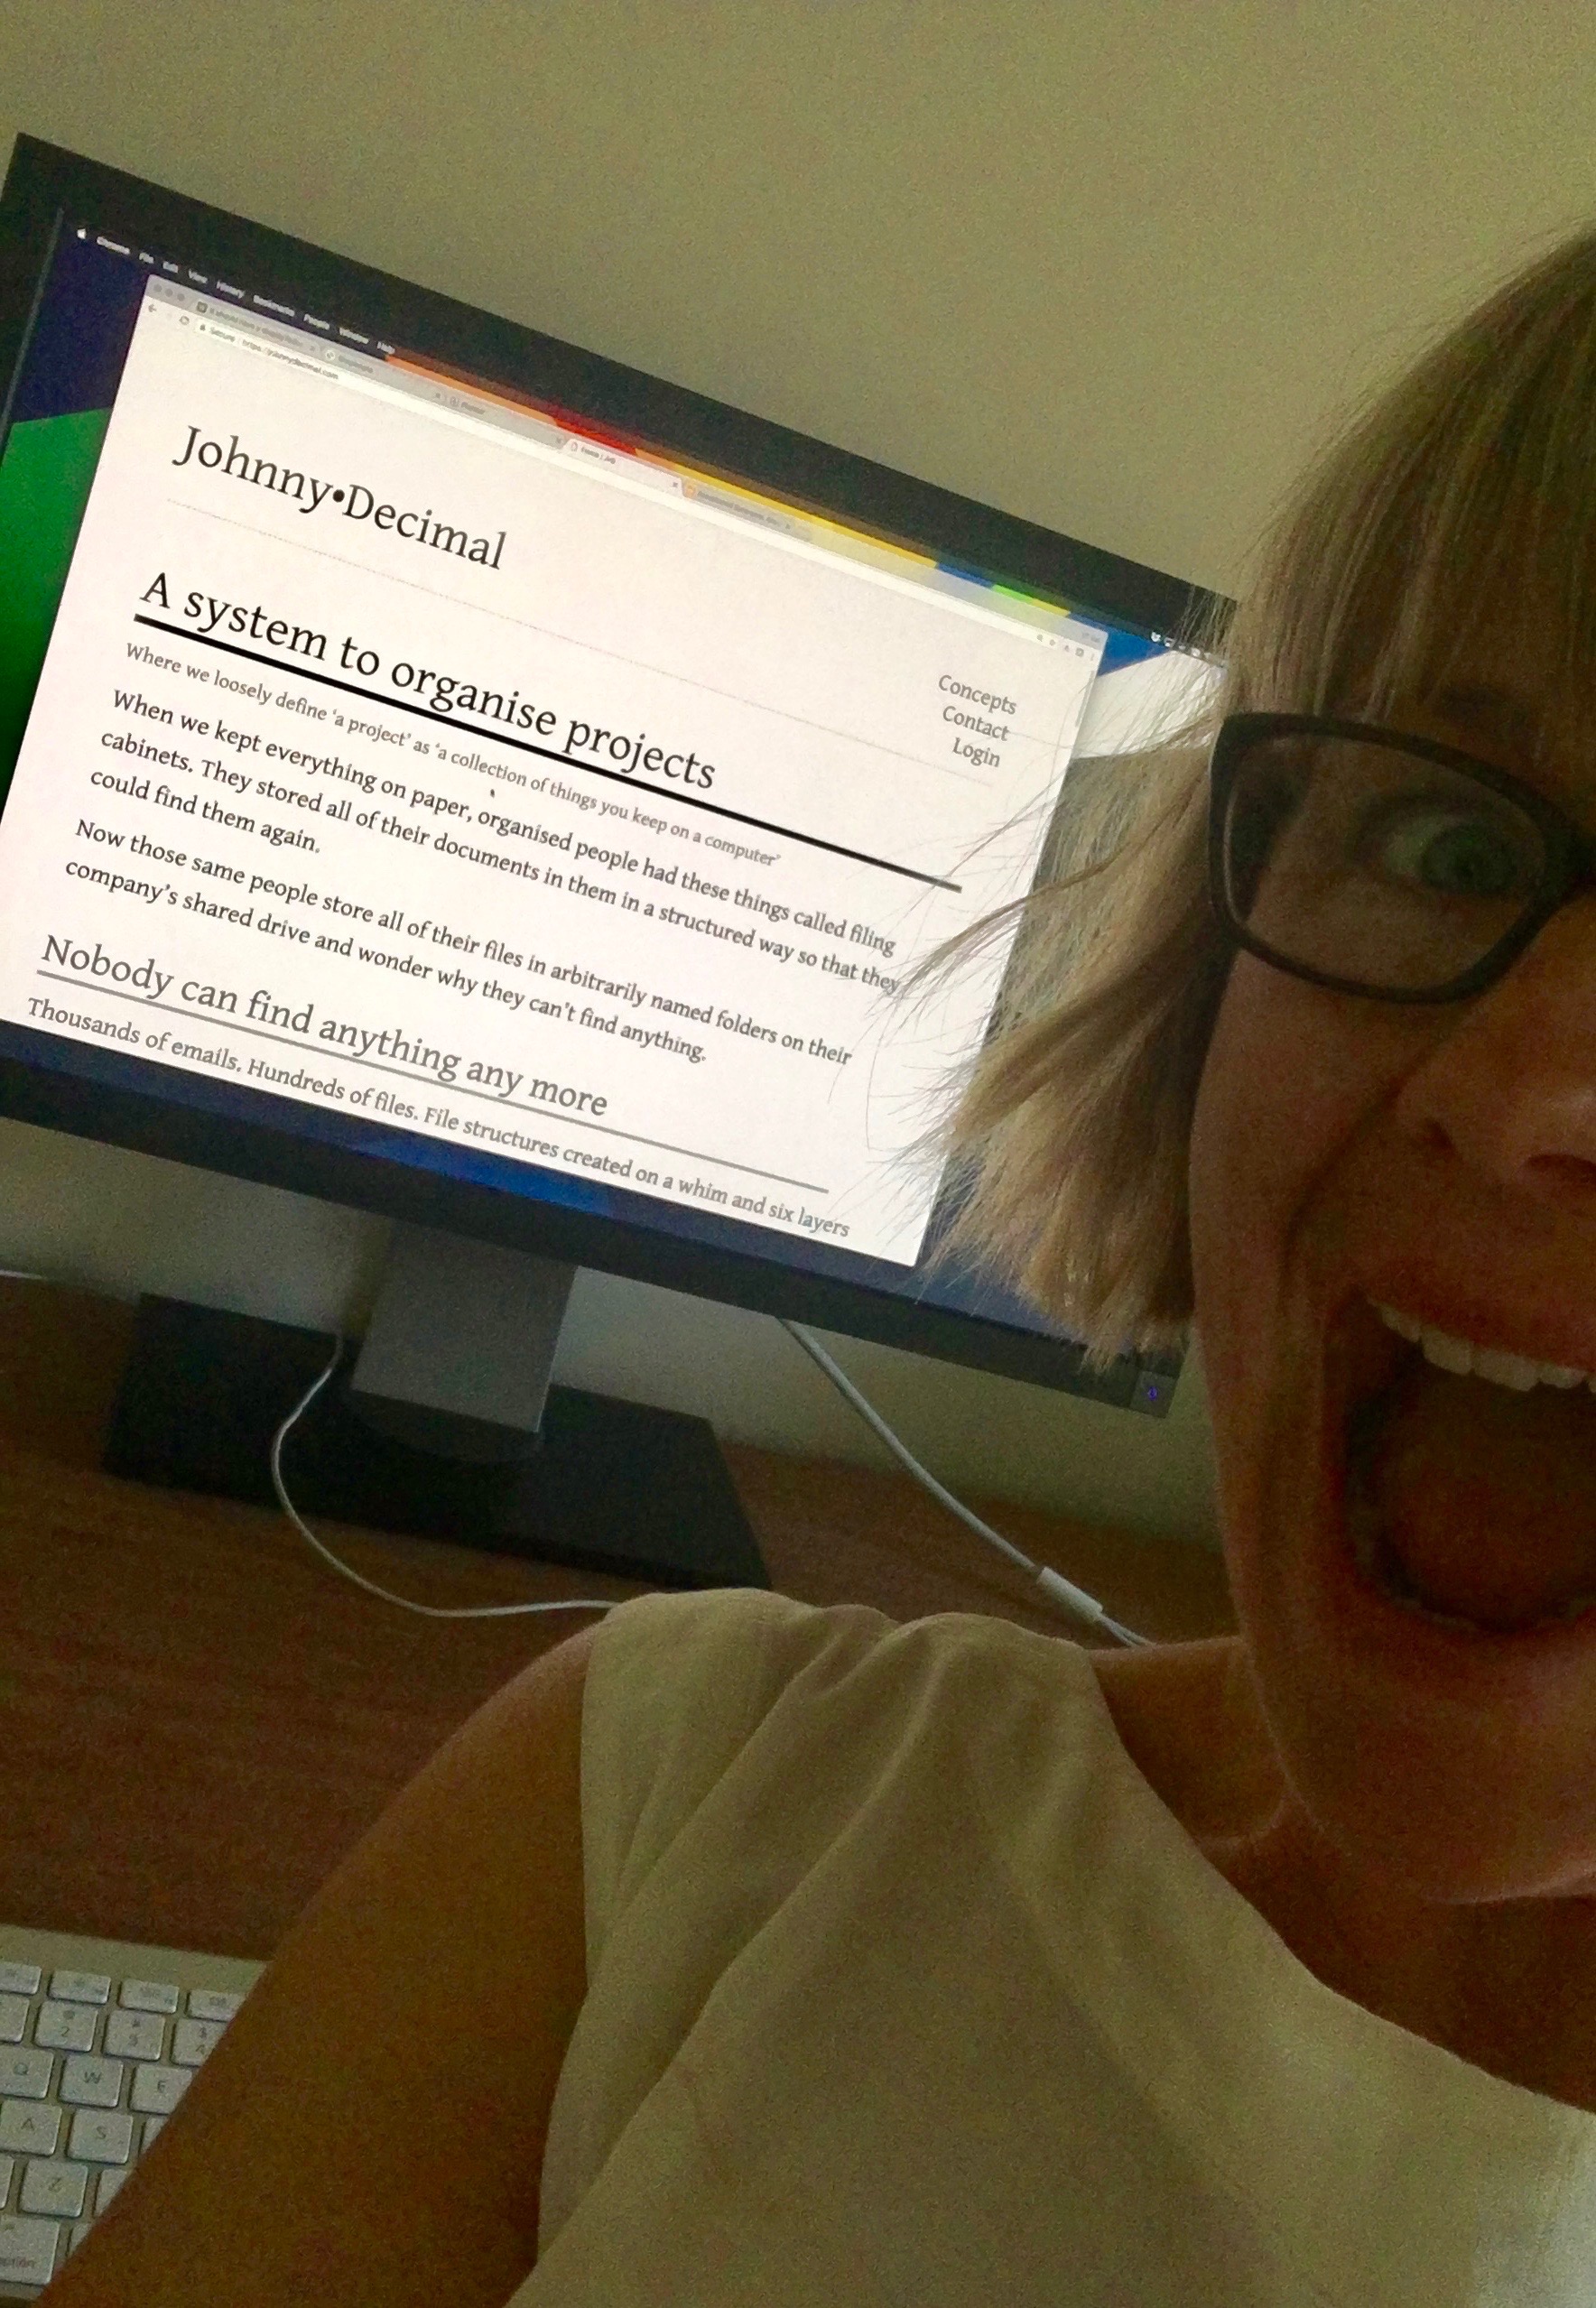 Chrome File Edit View History Bookmarks People Window Help
Secure https://johnnydecimal.com
Johnny•Decimal
Concepts
Contact
Login
A system to organise projects
Where we loosely define ‘a project’ as ‘a collection of things you keep on a computer’
When we kept everything on paper, organised people had these things called filing
cabinets. They stored all of their documents in them in a structured way so that they
could find them again.
Now those same people store all of their files in arbitrarily named folders on their
company’s shared drive and wonder why they can’t find anything.
Nobody can find anything any more
Thousands of emails. Hundreds of files. File structures created on a whim and six layers
2 3
Q W E
A S
Z